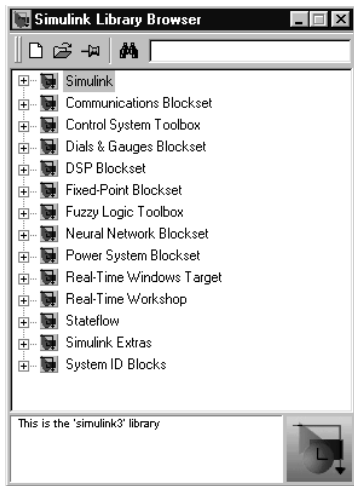 Simulink Library Browser
Simulink
Communications Blockset
Control System Toolbox
Dials & Gauges Blockset
DSP Blockset
Fixed-Point Blockset
Fuzzy Logic Toolbox
Neural Network Blockset
Power System Blockset
Real-Time Windows Target
Real-Time Workshop
Stateflow
Simulink Extras
System ID Blocks
This is the 'simulink3' library